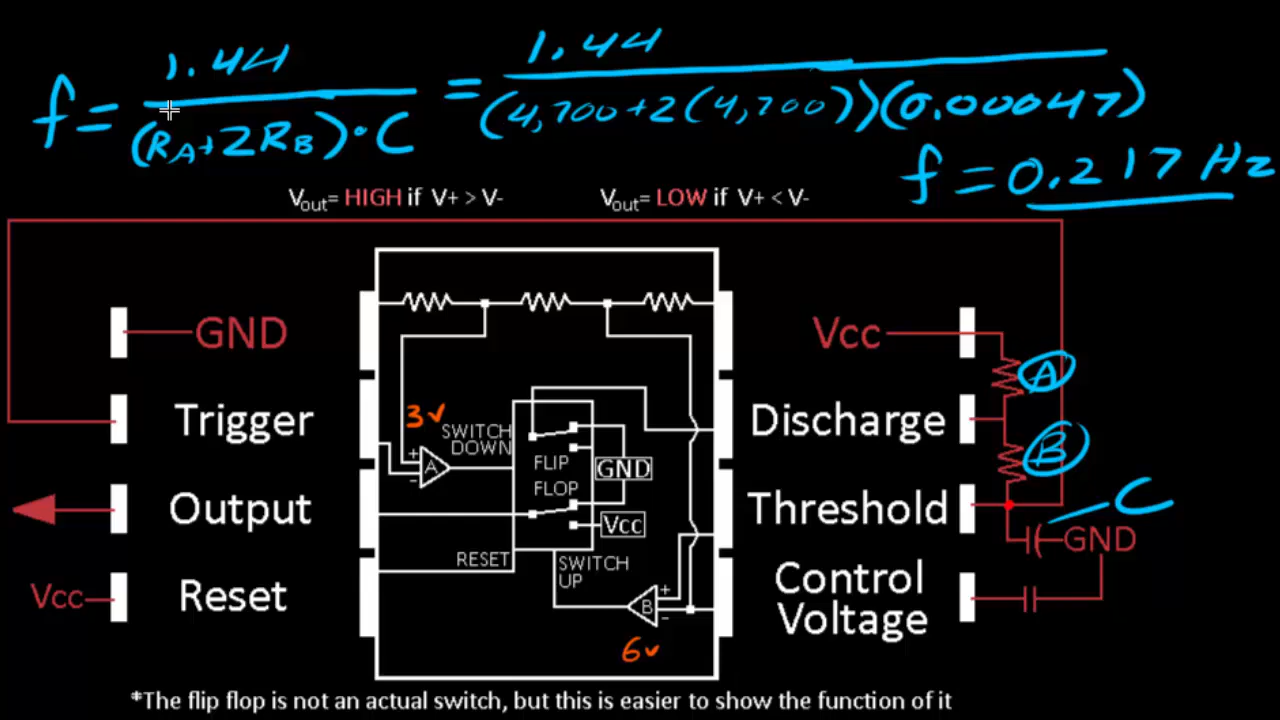 f = 1.44 / (RA+2RB)·C = 1.44 / (4,700+2(4,700))(0.00047)
f = 0.217 Hz
Vout= HIGH if V+ > V- Vout= LOW if V+ < V-
GND Vcc
A
Trigger 3v Discharge
SWITCH
DOWN
+
A
-
FLIP
FLOP
GND
B
Output Vcc Threshold
C
GND
RESET
SWITCH
UP
Vcc Reset
+
B
-
6v
Control
Voltage
*The flip flop is not an actual switch, but this is easier to show the function of it